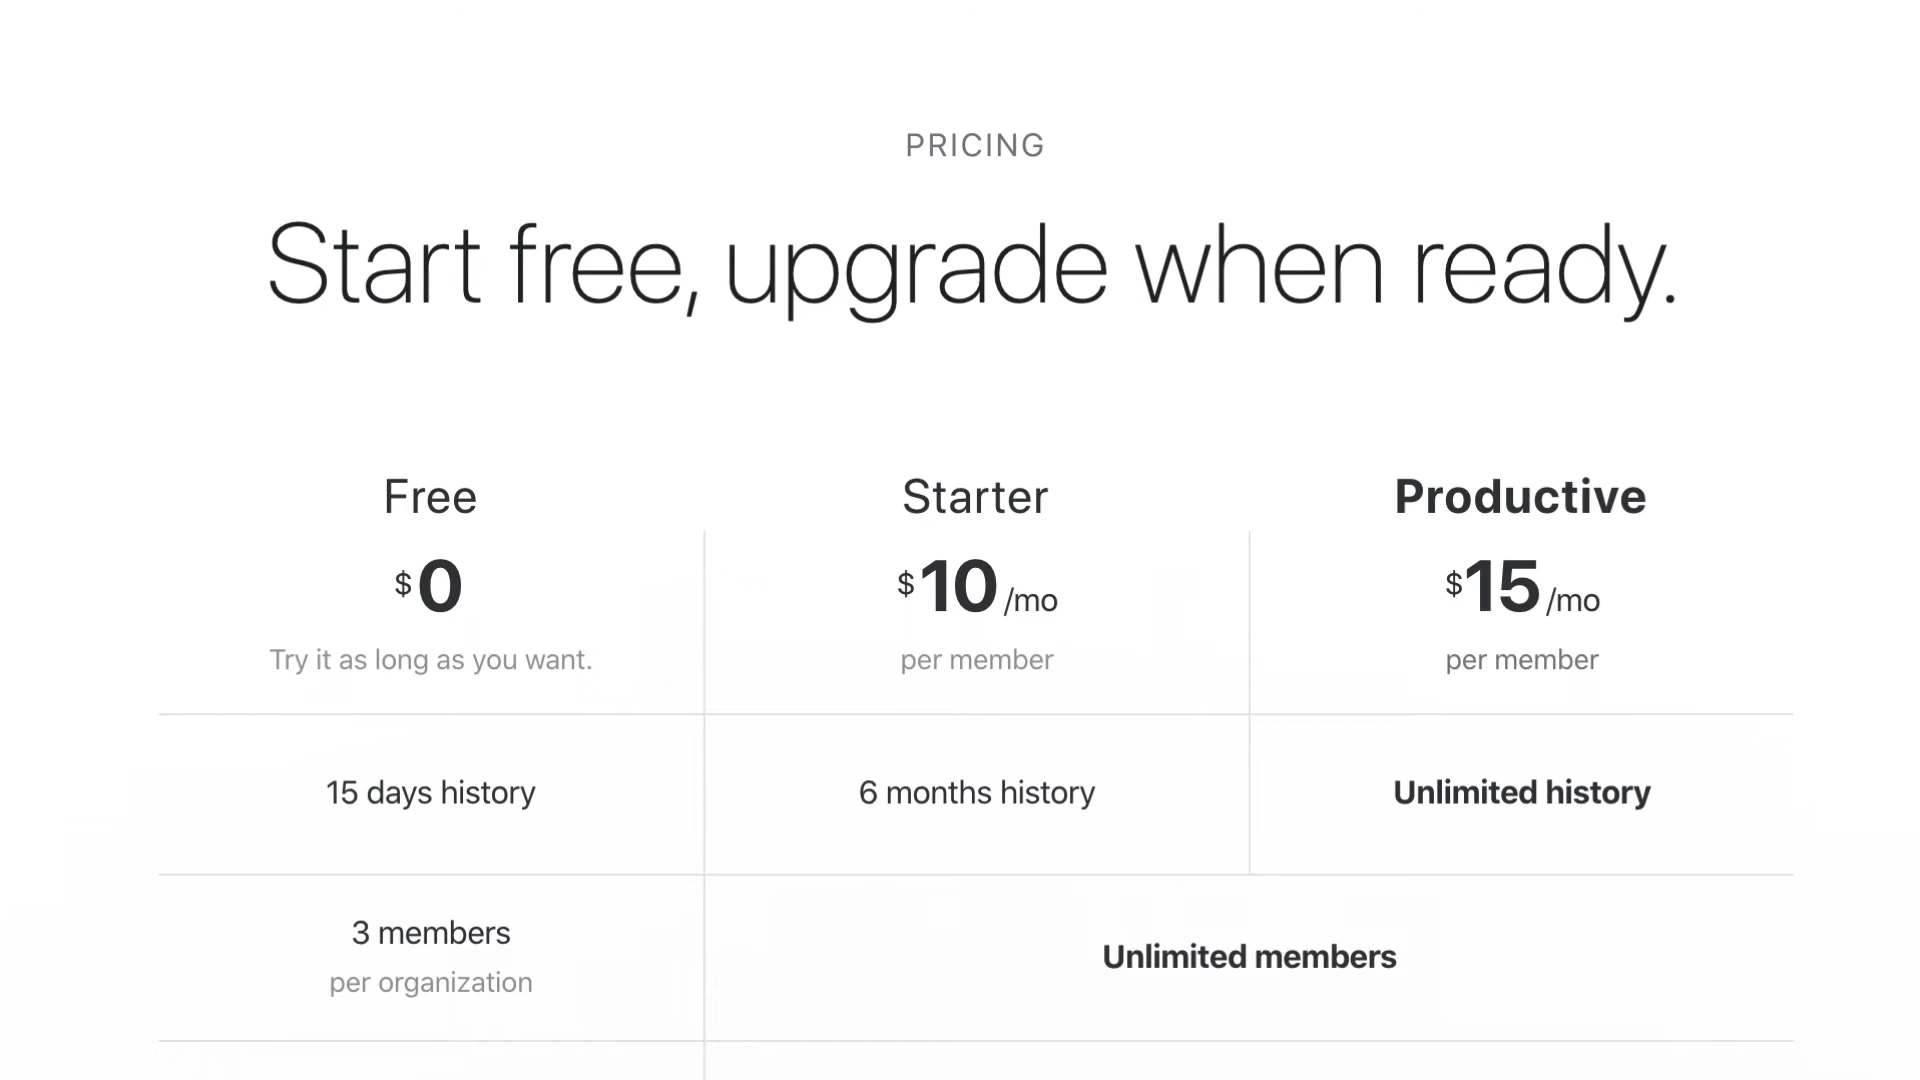 PRICING
Start free, upgrade when ready.
Free
Starter
Productive
$0
$10/mo
$15/mo
Try it as long as you want.
per member
per member
15 days history
6 months history
Unlimited history
3 members
per organization
Unlimited members